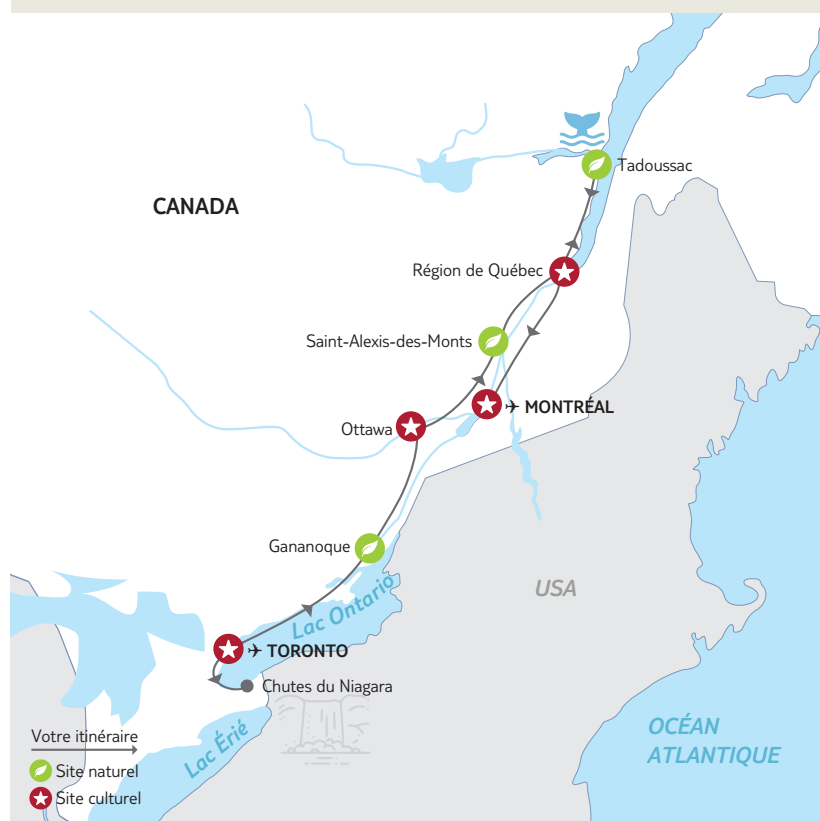 Tadoussac
CANADA
Région de Québec
Saint-Alexis-des-Monts
MONTRÉAL
Ottawa
Gananoque
USA
Lac Ontario
TORONTO
Chutes du Niagara
OCÉAN
ATLANTIQUE
Lac Érié
Votre itinéraire
Site naturel
Site culturel